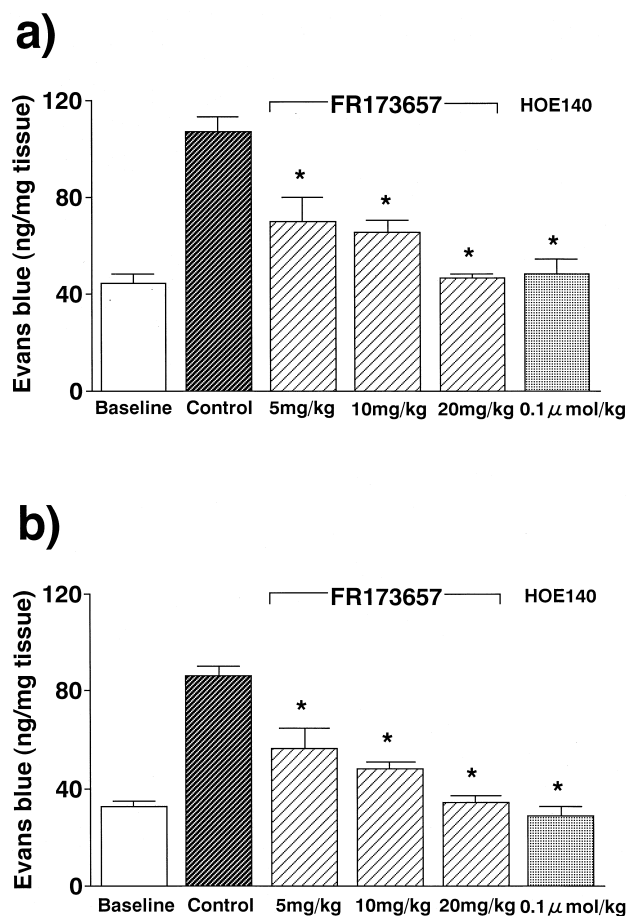 a)
Evans blue (ng/mg tissue)
120
80
40
0
FR173657
HOE140
*
*
*
*
Baseline Control 5mg/kg 10mg/kg 20mg/kg 0.1 μ mol/kg
b)
Evans blue (ng/mg tissue)
120
80
40
0
FR173657
HOE140
*
*
*
*
Baseline Control 5mg/kg 10mg/kg 20mg/kg 0.1 μ mol/kg